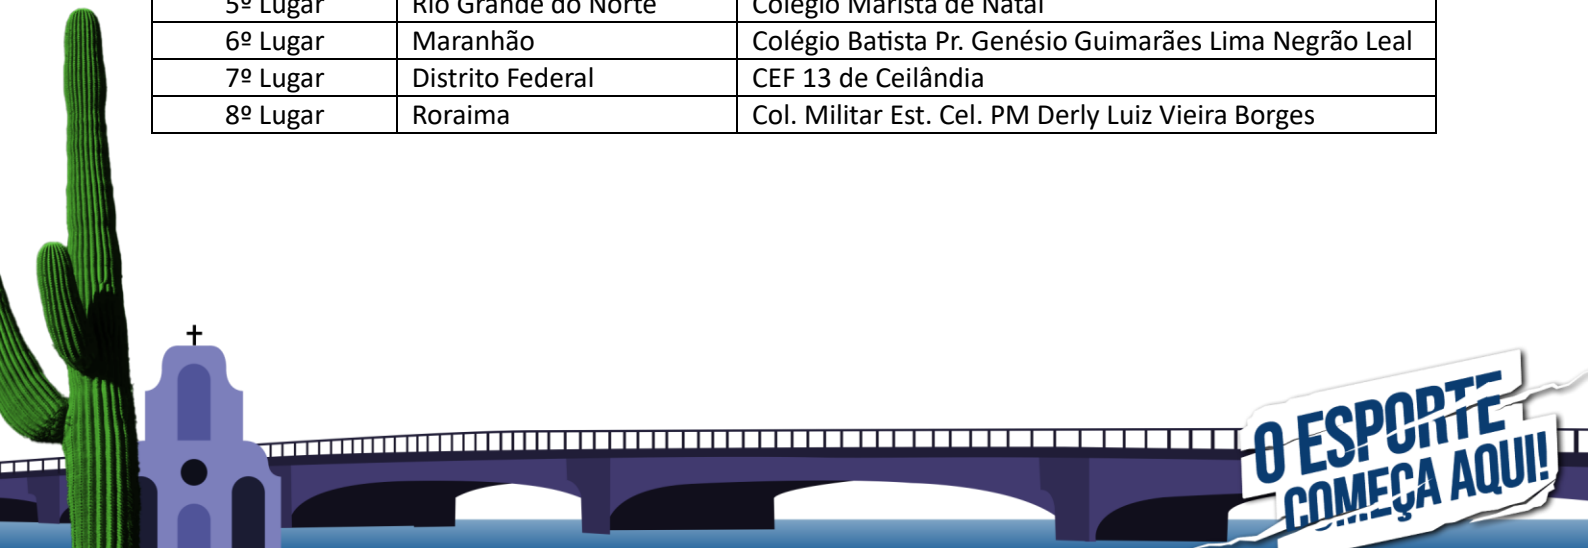 5º Lugar Rio Grande do Norte Colégio Marista de Natal
6º Lugar Maranhão Colégio Batista Pr. Genésio Guimarães Lima Negrão Leal
7º Lugar Distrito Federal CEF 13 de Ceilândia
8º Lugar Roraima Col. Militar Est. Cel. PM Derly Luiz Vieira Borges
O ESPORTE
COMEÇA AQUI!